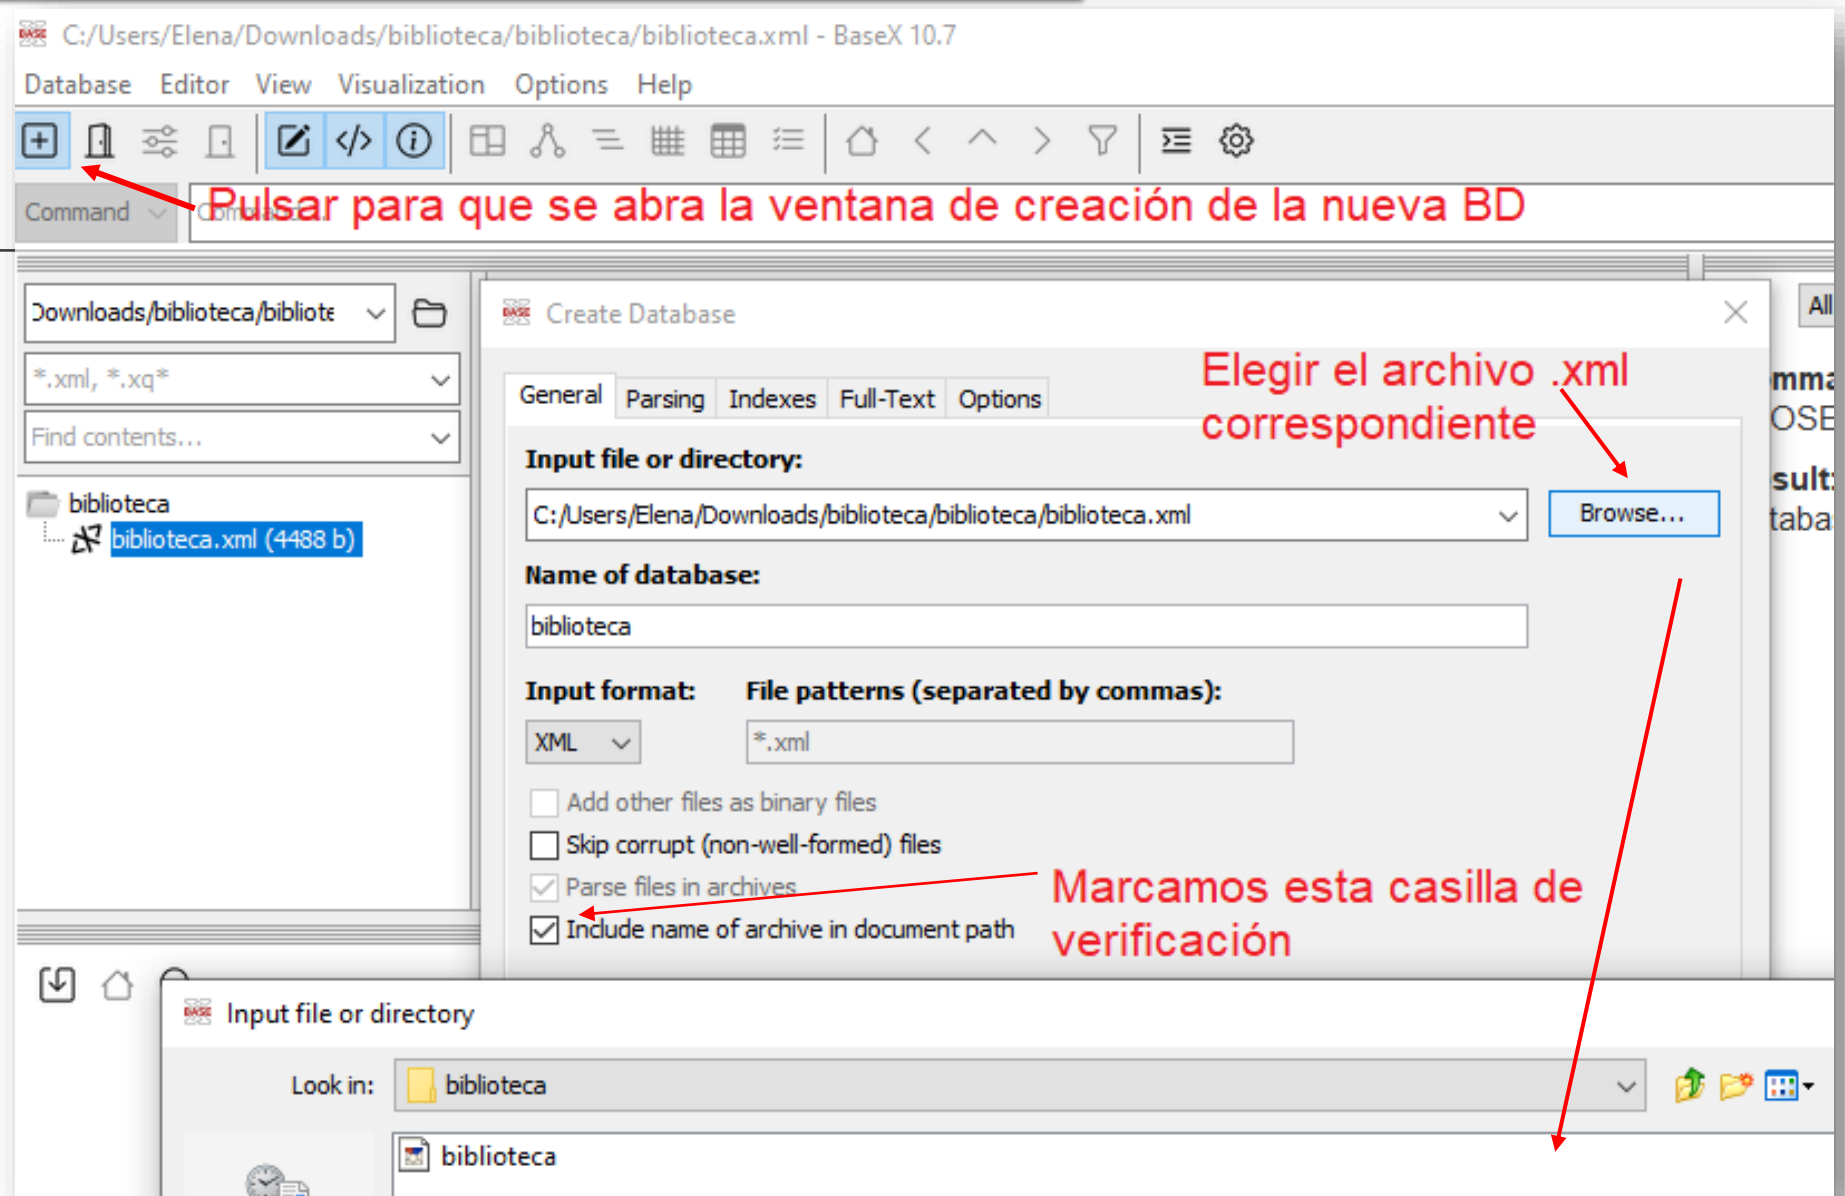 C:/Users/Elena/Downloads/biblioteca/biblioteca/biblioteca.xml - BaseX 10.7
Database Editor View Visualization Options Help
Pulsar para que se abra la ventana de creación de la nueva BD
Command
Downloads/biblioteca/bibliote
*.xml, *.xq*
Find contents...
biblioteca
biblioteca.xml (4488 b)
Create Database
All
Elegir el archivo .xml
correspondiente
General Parsing Indexes Full-Text Options
Input file or directory:
C:/Users/Elena/Downloads/biblioteca/biblioteca/biblioteca.xml
Browse...
Name of database:
biblioteca
Input format: File patterns (separated by commas):
XML *.xml
Add other files as binary files
Skip corrupt (non-well-formed) files
Parse files in archives
Include name of archive in document path
Marcamos esta casilla de
verificación
Input file or directory
Look in: biblioteca
biblioteca